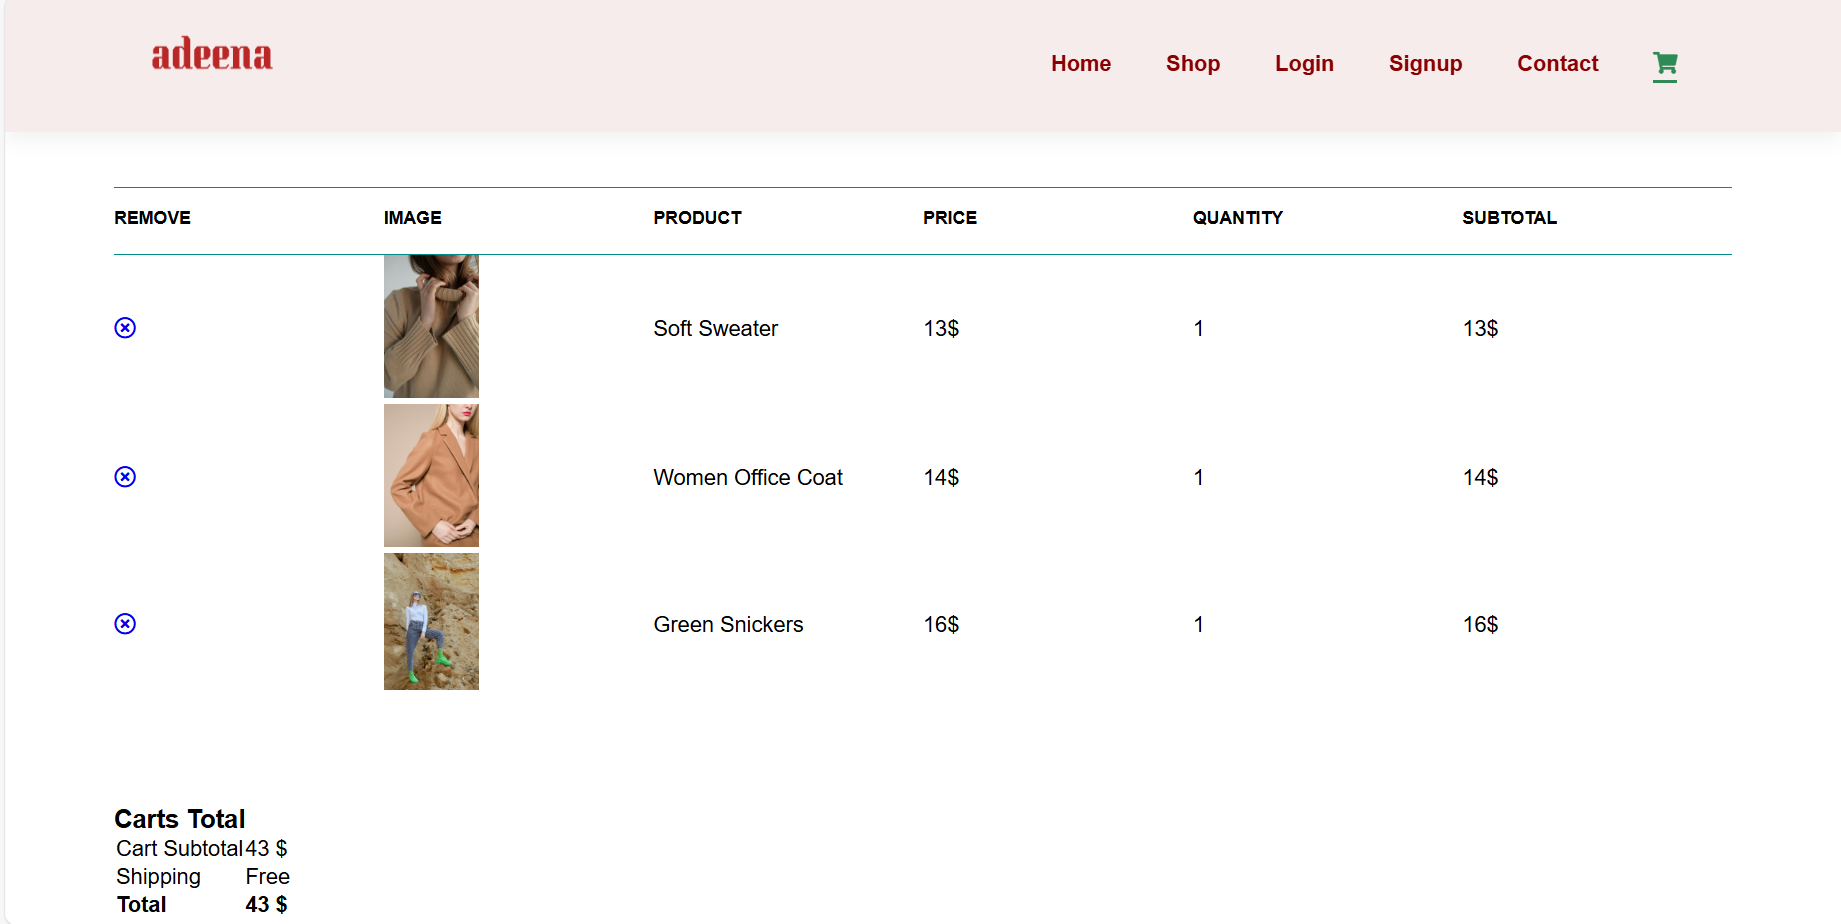 adeena
Home Shop Login Signup Contact
REMOVE IMAGE PRODUCT PRICE QUANTITY SUBTOTAL
Soft Sweater 13$ 1 13$
Women Office Coat 14$ 1 14$
Green Snickers 16$ 1 16$
Carts Total
Cart Subtotal 43 $
Shipping Free
Total 43 $